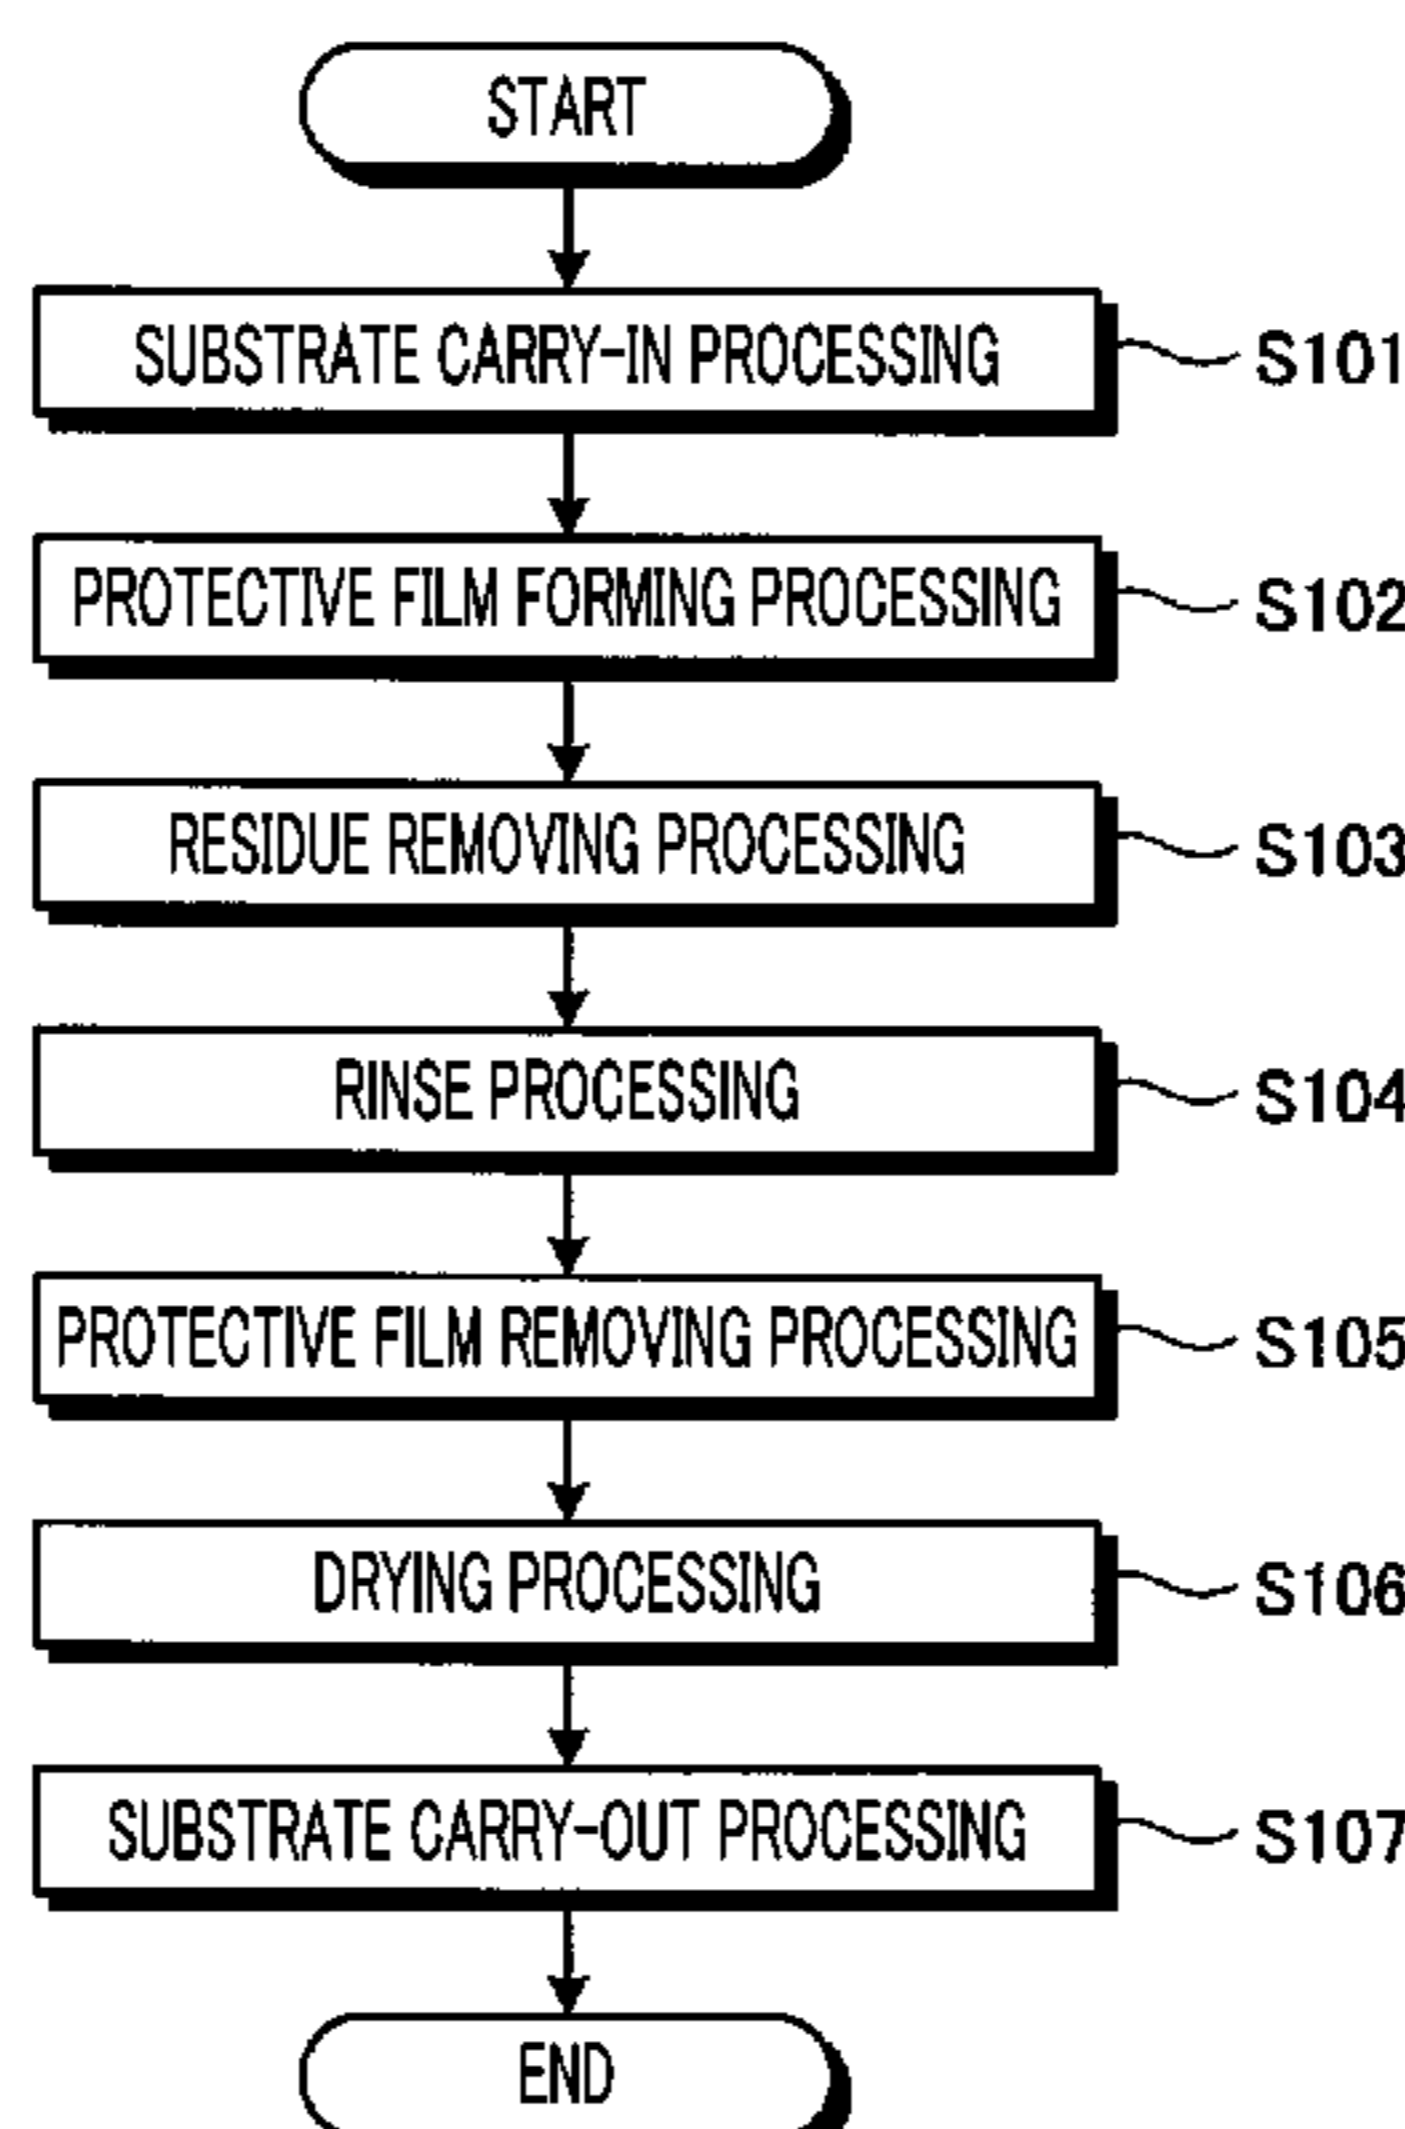 START
SUBSTRATE CARRY-IN PROCESSING
S101
PROTECTIVE FILM FORMING PROCESSING
S102
RESIDUE REMOVING PROCESSING
S103
RINSE PROCESSING
S104
PROTECTIVE FILM REMOVING PROCESSING
S105
DRYING PROCESSING
S106
SUBSTRATE CARRY-OUT PROCESSING
S107
END